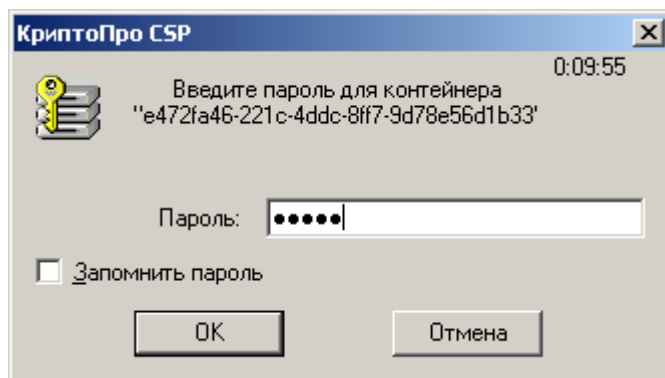 КриптоПро CSP
0:09:55
Введите пароль для контейнера
"e472fa46-221c-4ddc-8ff7-9d78e56d1b33'
Пароль: ●●●●●
Запомнить пароль
OK
Отмена